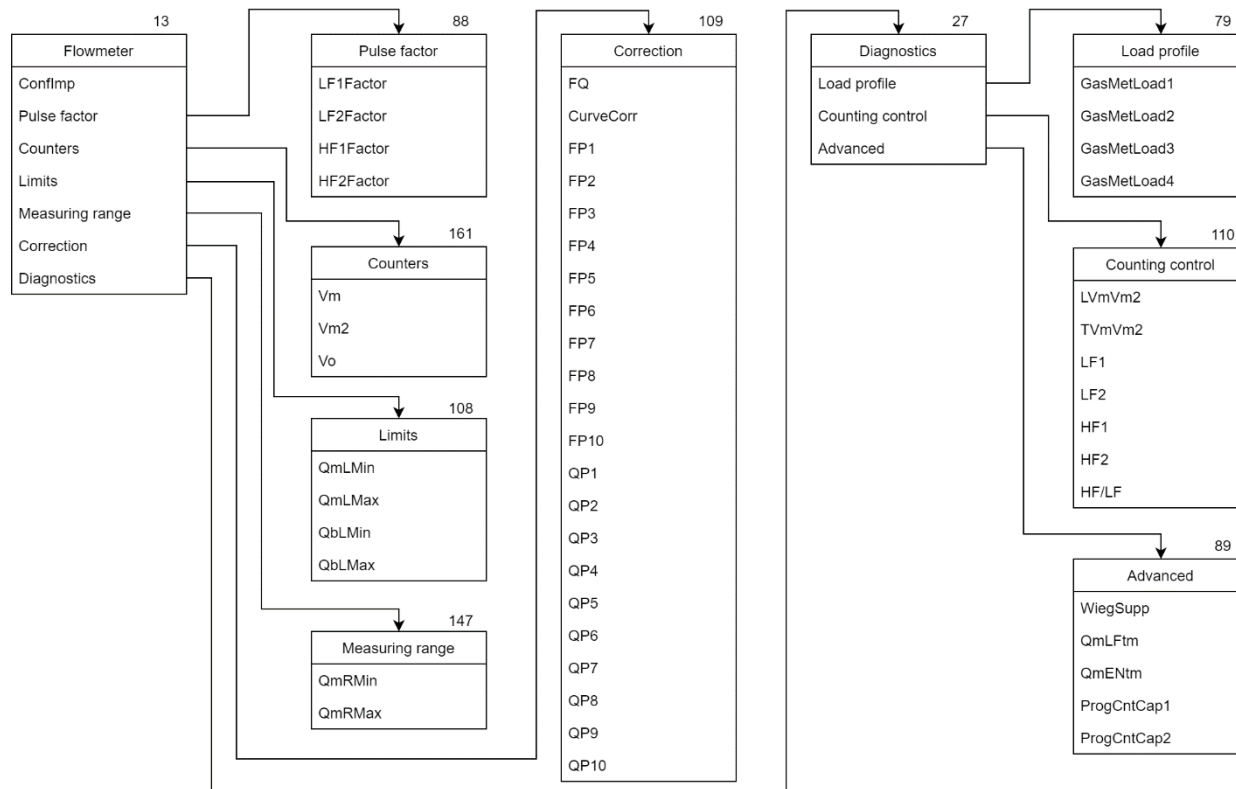 13
Flowmeter
ConfImp
Pulse factor
Counters
Limits
Measuring range
Correction
Diagnostics
88
Pulse factor
LF1Factor
LF2Factor
HF1Factor
HF2Factor
161
Counters
Vm
Vm2
Vo
108
Limits
QmLMin
QmLMax
QbLMin
QbLMax
147
Measuring range
QmRMin
QmRMax
109
Correction
FQ
CurveCorr
FP1
FP2
FP3
FP4
FP5
FP6
FP7
FP8
FP9
FP10
QP1
QP2
QP3
QP4
QP5
QP6
QP7
QP8
QP9
QP10
27
Diagnostics
Load profile
Counting control
Advanced
79
Load profile
GasMetLoad1
GasMetLoad2
GasMetLoad3
GasMetLoad4
110
Counting control
LVmVm2
TVmVm2
LF1
LF2
HF1
HF2
HF/LF
89
Advanced
WiegSupp
QmLFtm
QmENtm
ProgCntCap1
ProgCntCap2